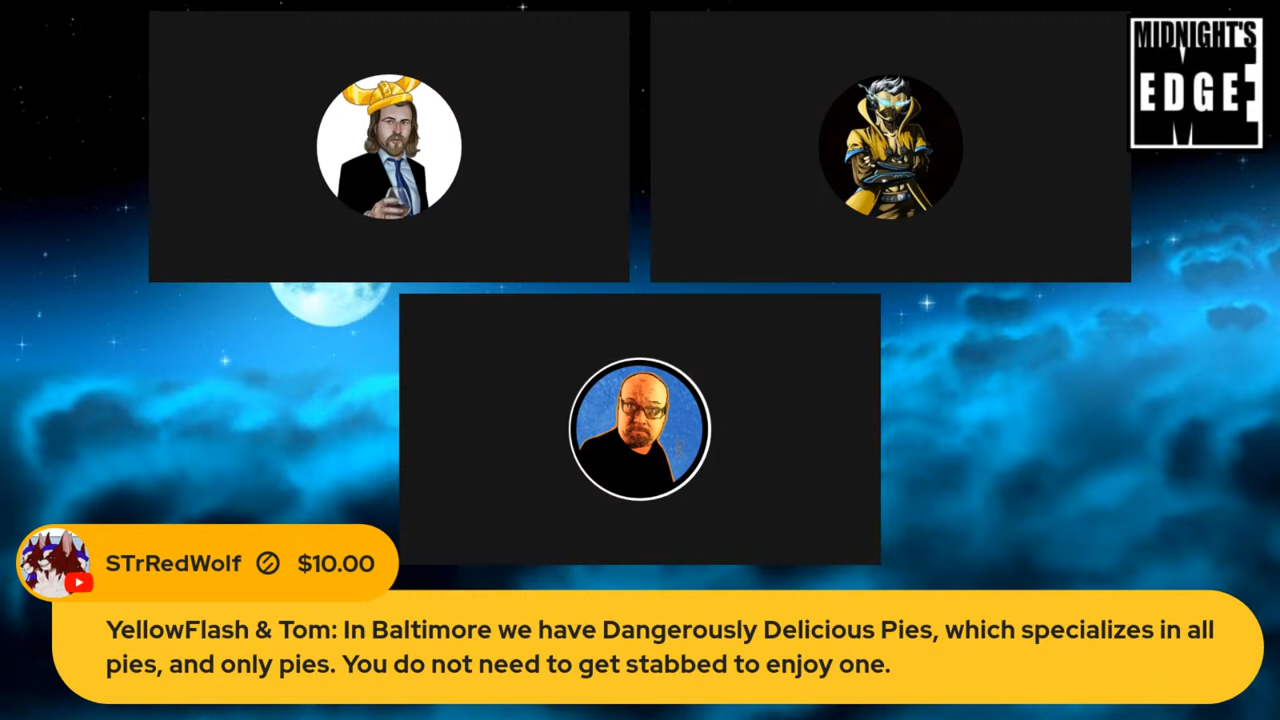 MIDNIGHT'S
EDGE
STrRedWolf $10.00
YellowFlash & Tom: In Baltimore we have Dangerously Delicious Pies, which specializes in all
pies, and only pies. You do not need to get stabbed to enjoy one.